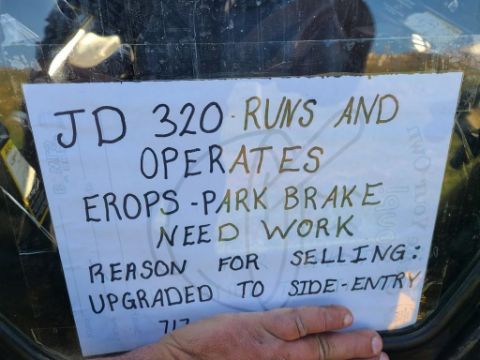 JD 320 RUNS AND
OPERATES
EROPS - PARK BRAKE
NEED WORK
REASON FOR SELLING:
UPGRADED TO SIDE-ENTRY